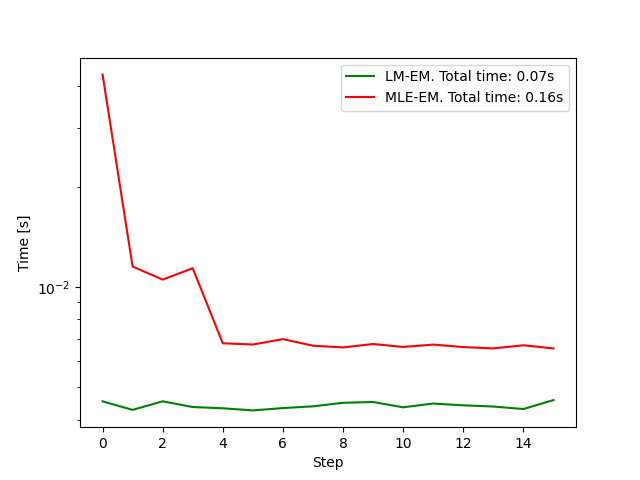 LM-EM. Total time: 0.07s
MLE-EM. Total time: 0.16s
Time [s]
10⁻²
0 2 4 6 8 10 12 14
Step